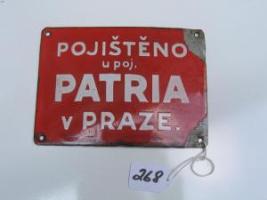 POJIŠTĚNO
u poj.
PATRIA
v PRAZE.
268